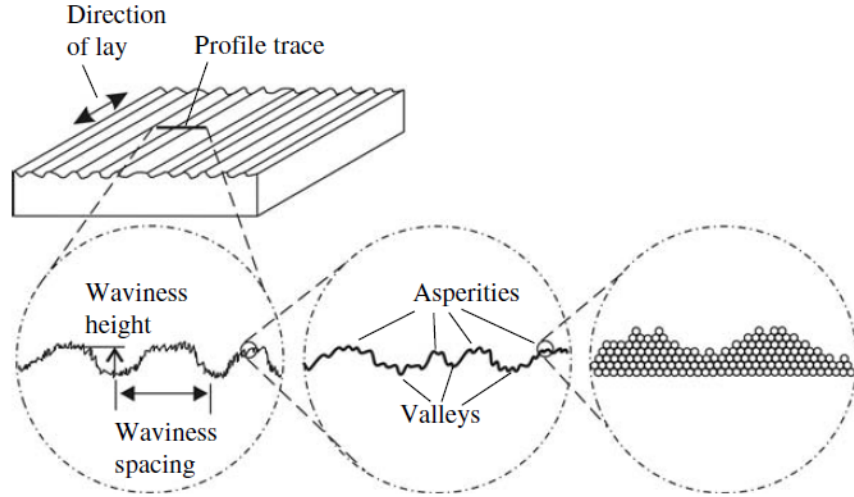 Direction
of lay
Profile trace
Waviness
height
Waviness
spacing
Asperities
Valleys